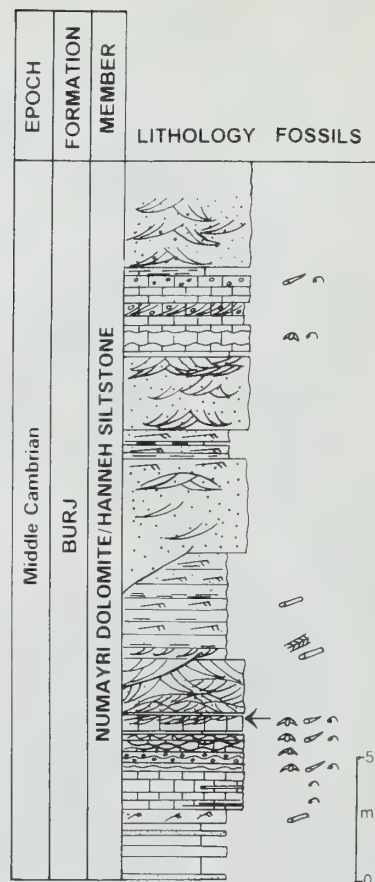 EPOCH
FORMATION
MEMBER
LITHOLOGY FOSSILS
Middle Cambrian
BURJ
NUMAYRI DOLOMITE/HANNEH SILTSTONE
5
m
0